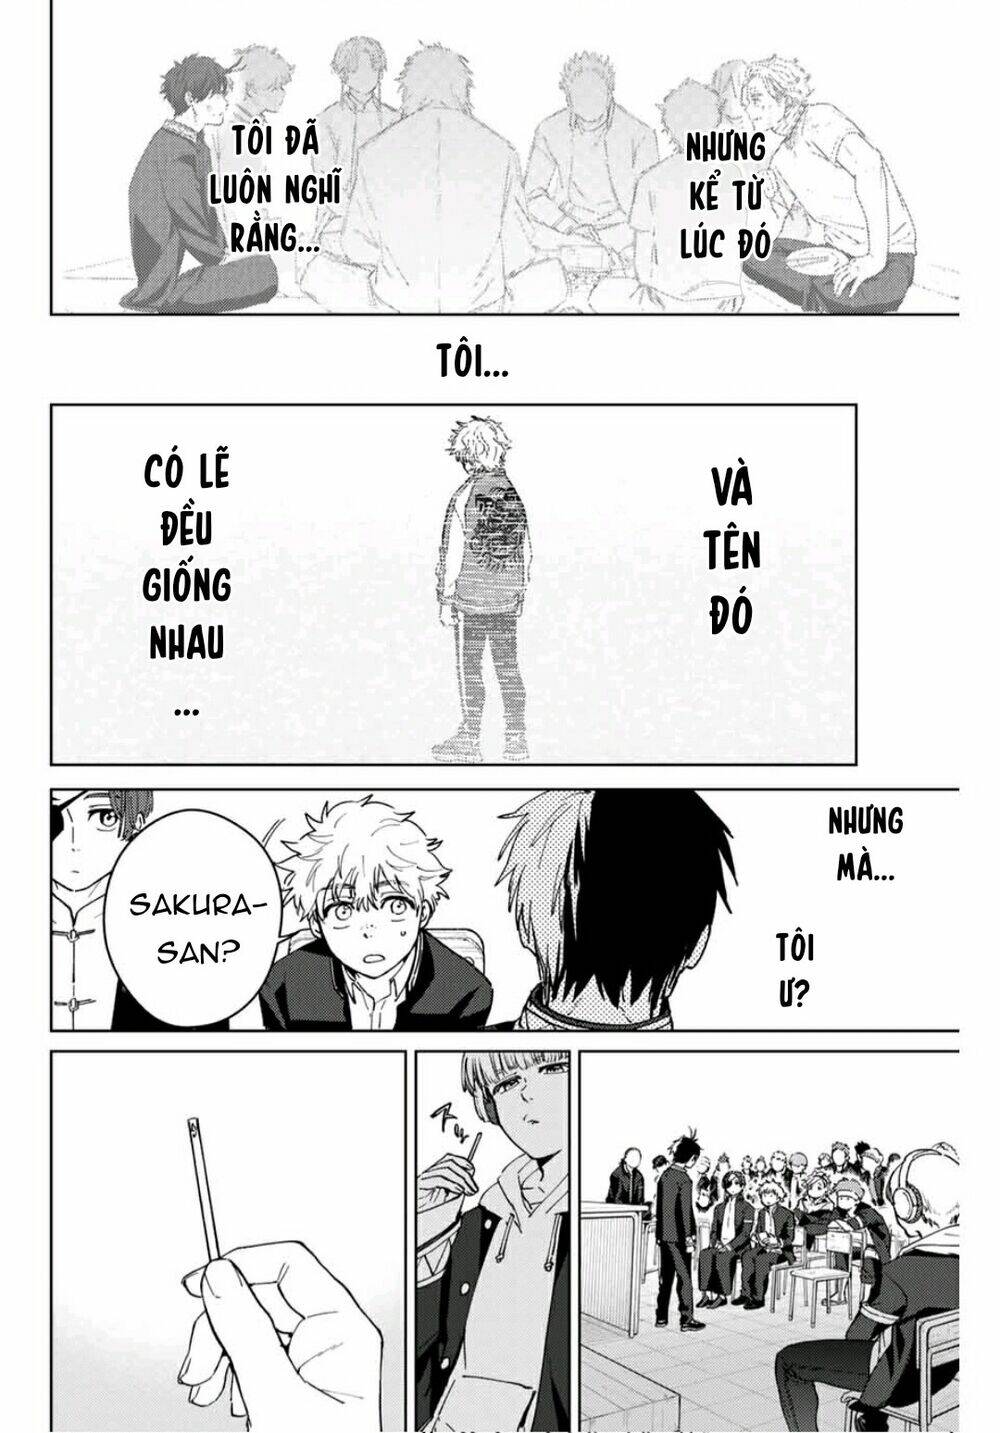 NHƯNG
KỂ TỪ
LÚC ĐÓ
TÔI ĐÃ
LUÔN NGHĨ
RẰNG...
TÔI...
VÀ
TÊN
ĐÓ
CÓ LẼ
ĐỀU
GIỐNG
NHAU
...
NHƯNG
MÀ...
TÔI
Ư?
SAKURA-
SAN?